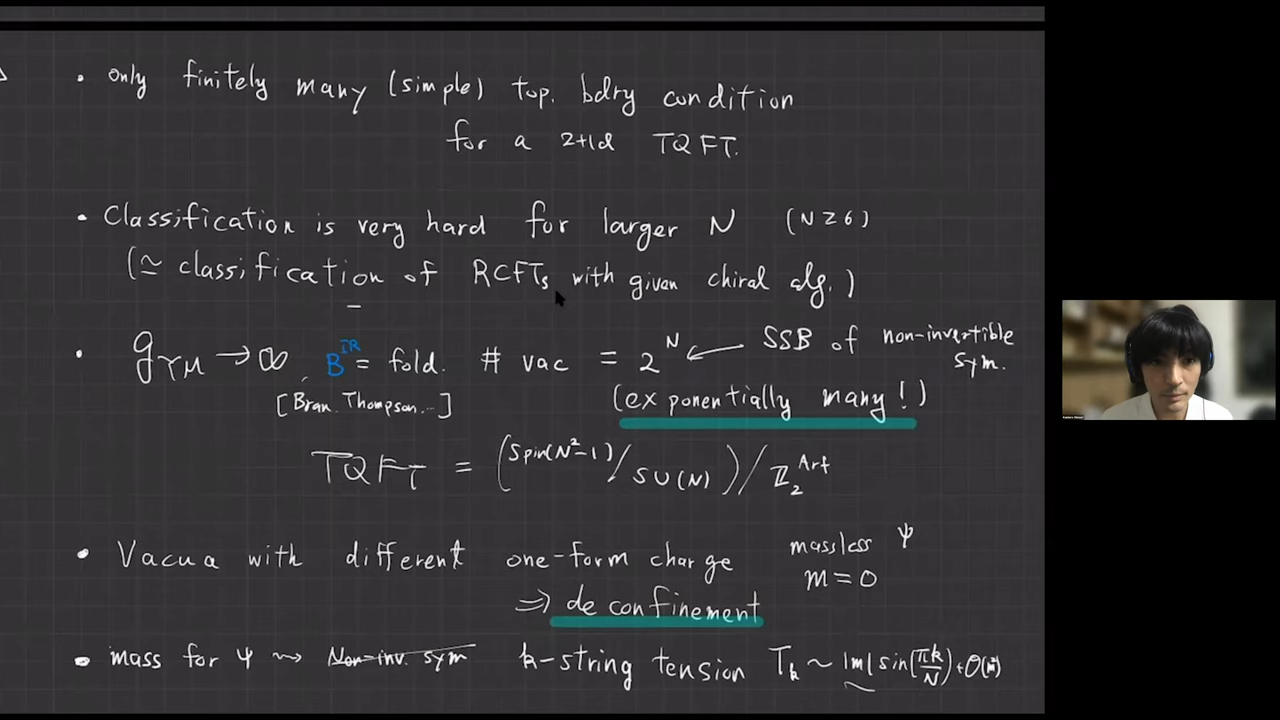 • only finitely many (simple) top. bdry condition
for a 2+1d TQFT.
• Classification is very hard for larger N (N ≥ 6)
(≃ classification of RCFTs with given chiral alg.)
• g_YM → ∞, B^IR = fold. # vac = 2^N ← SSB of non-invertible sym.
[Bran. Thompson...] (exponentially many!)
TQFT = (Spin(N²-1)/SU(N))/Z₂^Arf
• Vacua with different one-form charge massless ψ
⇒ deconfinement m = 0
• mass for ψ ⇝ Non-inv. sym k-string tension T_k ~ |m| sin(πk/N) +